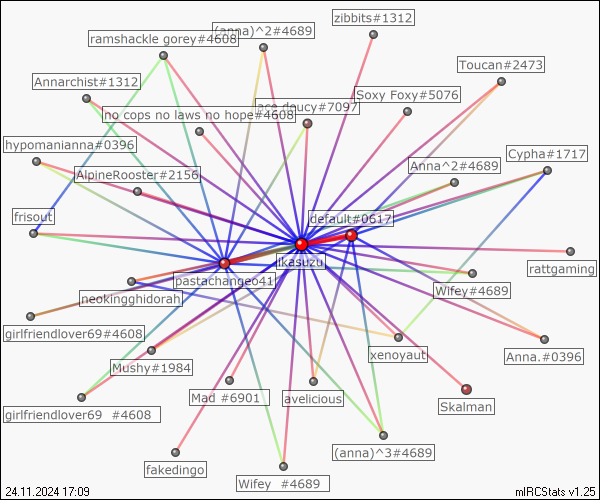 zibbits#1312
(anna)^2#4689
ramshackle gorey#4608
Toucan#2473
Annarchist#1312
Soxy Foxy#5076
ace deucy#7097
no cops no laws no hope#4608
hypomanianna#0396
Cypha#1717
Anna^2#4689
AlpineRooster#2156
frisout
default#0617
ikasuzu
rattgaming
pastachangeo41
Wifey#4689
neokingghidorah
girlfriendlover69#4608
xenoyaut
Anna.#0396
Mushy#1984
Mad #6901
avelicious
Skalman
girlfriendlover69 #4608
(anna)^3#4689
fakedingo
Wifey #4689
24.11.2024 17:09
mIRCStats v1.25